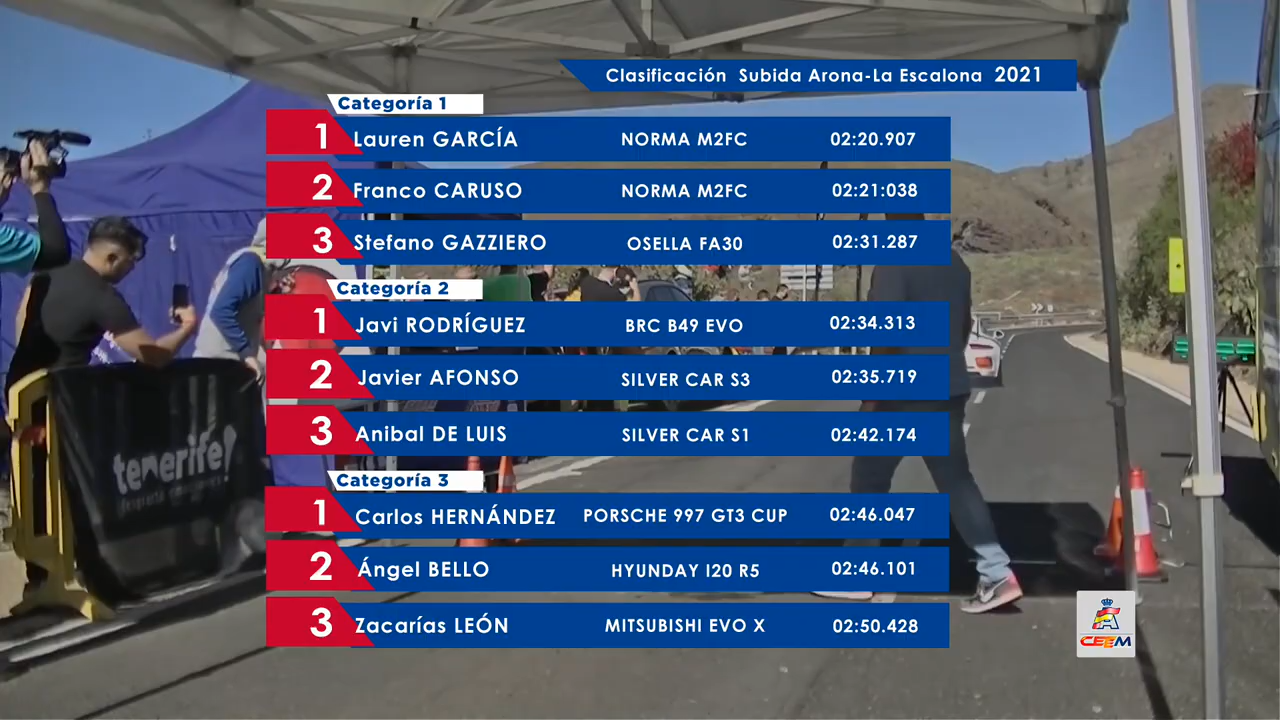 Clasificación Subida Arona-La Escalona 2021
Categoría 1
1 Lauren GARCÍA NORMA M2FC 02:20.907
2 Franco CARUSO NORMA M2FC 02:21:038
3 Stefano GAZZIERO OSELLA FA30 02:31.287
Categoría 2
1 Javi RODRÍGUEZ BRC B49 EVO 02:34.313
2 Javier AFONSO SILVER CAR S3 02:35.719
3 Anibal DE LUIS SILVER CAR S1 02:42.174
Categoría 3
1 Carlos HERNÁNDEZ PORSCHE 997 GT3 CUP 02:46.047
2 Ángel BELLO HYUNDAY I20 R5 02:46.101
3 Zacarías LEÓN MITSUBISHI EVO X 02:50.428
tenerife!
CEEM